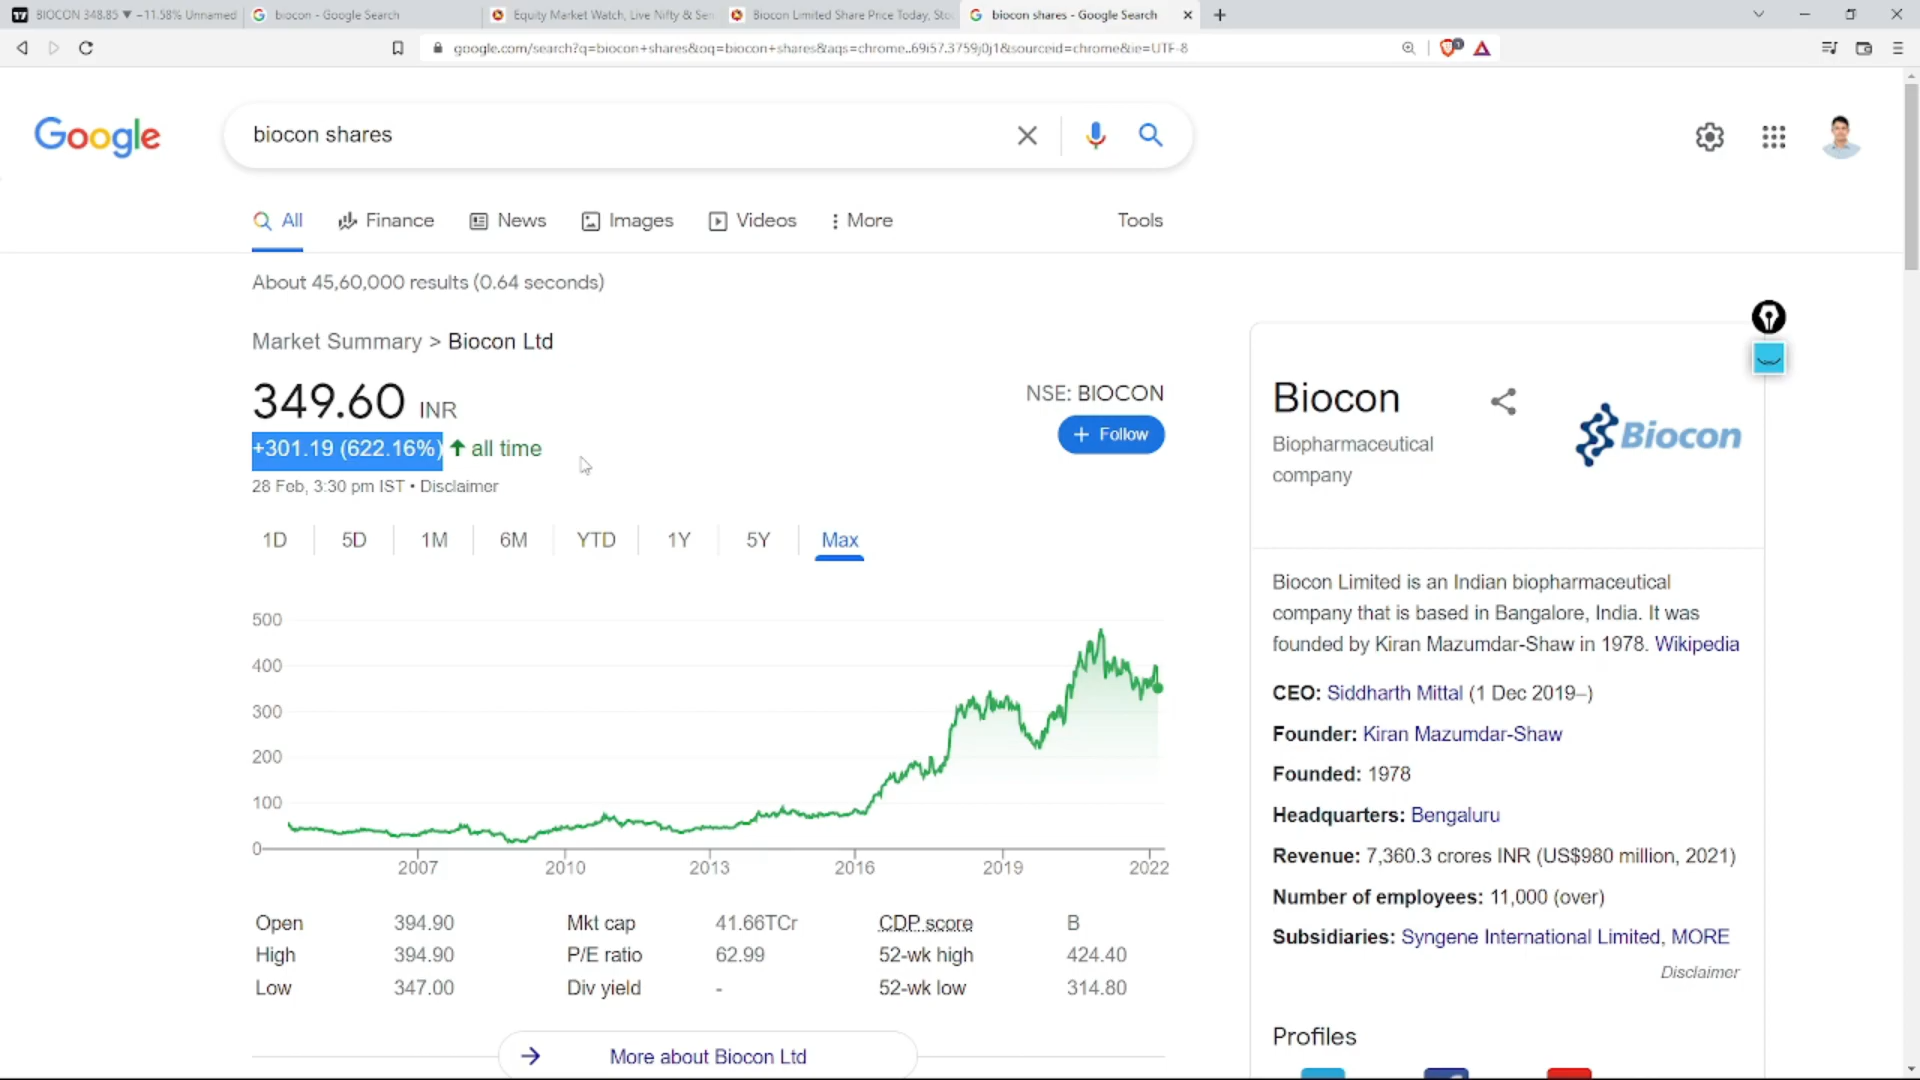 BIOCON 348.85 ▼ −11.58% Unnamed
biocon - Google Search
Equity Market Watch, Live Nifty & Sen
Biocon Limited Share Price Today, Sto
biocon shares - Google Search
google.com/search?q=biocon+shares&oq=biocon+shares&aqs=chrome..69i57.3759j0j1&sourceid=chrome&ie=UTF-8
Google
biocon shares
All
Finance
News
Images
Videos
More
Tools
About 45,60,000 results (0.64 seconds)
Market Summary > Biocon Ltd
349.60 INR
NSE: BIOCON
+301.19 (622.16%) ↑ all time
+ Follow
28 Feb, 3:30 pm IST • Disclaimer
1D 5D 1M 6M YTD 1Y 5Y Max
500
400
300
200
100
0
2007 2010 2013 2016 2019 2022
Open 394.90 Mkt cap 41.66TCr CDP score B
High 394.90 P/E ratio 62.99 52-wk high 424.40
Low 347.00 Div yield - 52-wk low 314.80
More about Biocon Ltd
Biocon
Biopharmaceutical
company
Biocon
Biocon Limited is an Indian biopharmaceutical
company that is based in Bangalore, India. It was
founded by Kiran Mazumdar-Shaw in 1978. Wikipedia
CEO: Siddharth Mittal (1 Dec 2019–)
Founder: Kiran Mazumdar-Shaw
Founded: 1978
Headquarters: Bengaluru
Revenue: 7,360.3 crores INR (US$980 million, 2021)
Number of employees: 11,000 (over)
Subsidiaries: Syngene International Limited, MORE
Disclaimer
Profiles